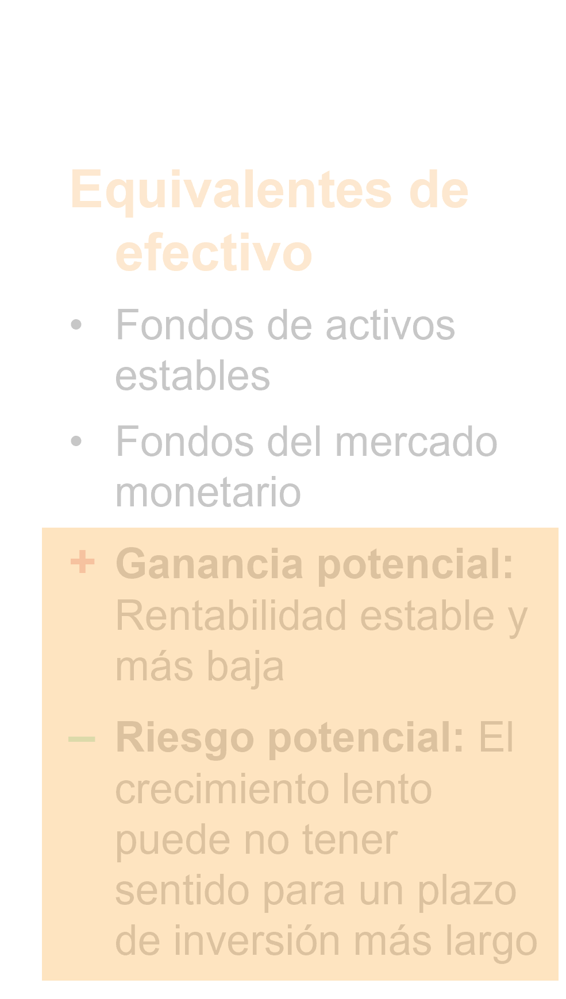 Equivalentes de
efectivo
• Fondos de activos
estables
• Fondos del mercado
monetario
+ Ganancia potencial:
Rentabilidad estable y
más baja
– Riesgo potencial: El
crecimiento lento
puede no tener
sentido para un plazo
de inversión más largo